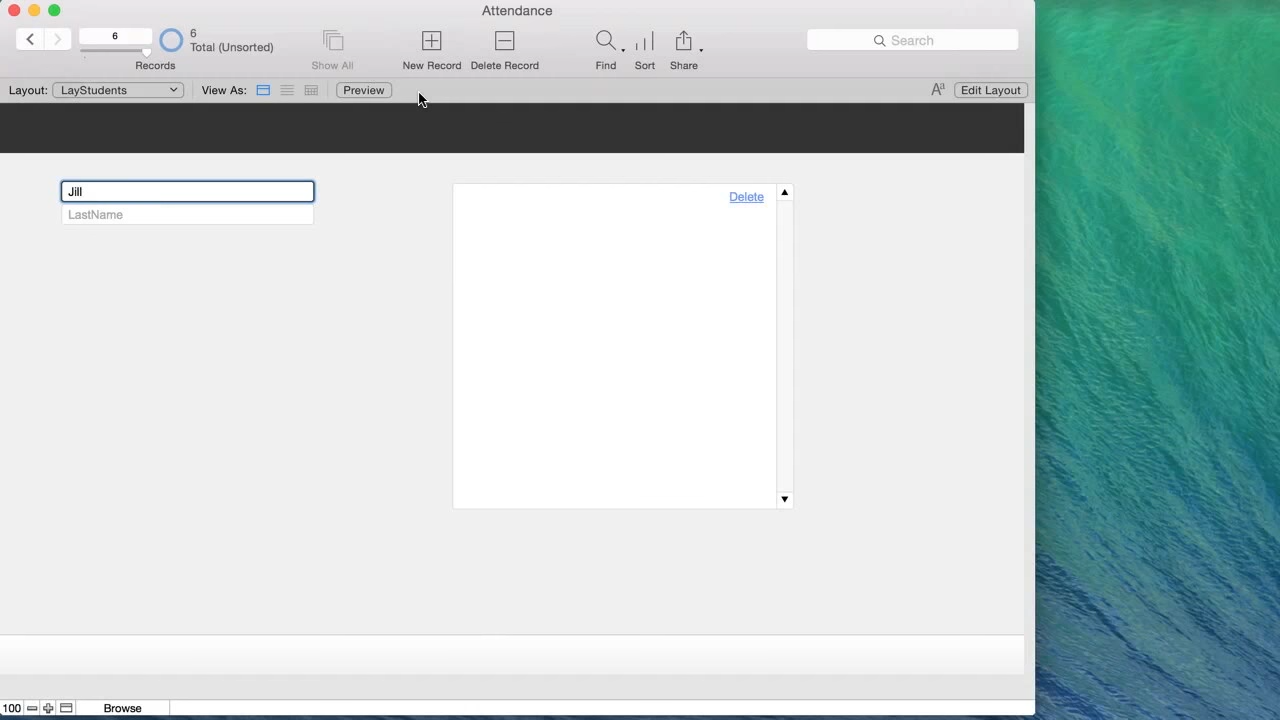 Attendance
6
6
Total (Unsorted)
Search
Records
Show All
New Record
Delete Record
Find
Sort
Share
Layout:
LayStudents
View As:
Preview
Aa
Edit Layout
Jill
LastName
Delete
100
Browse